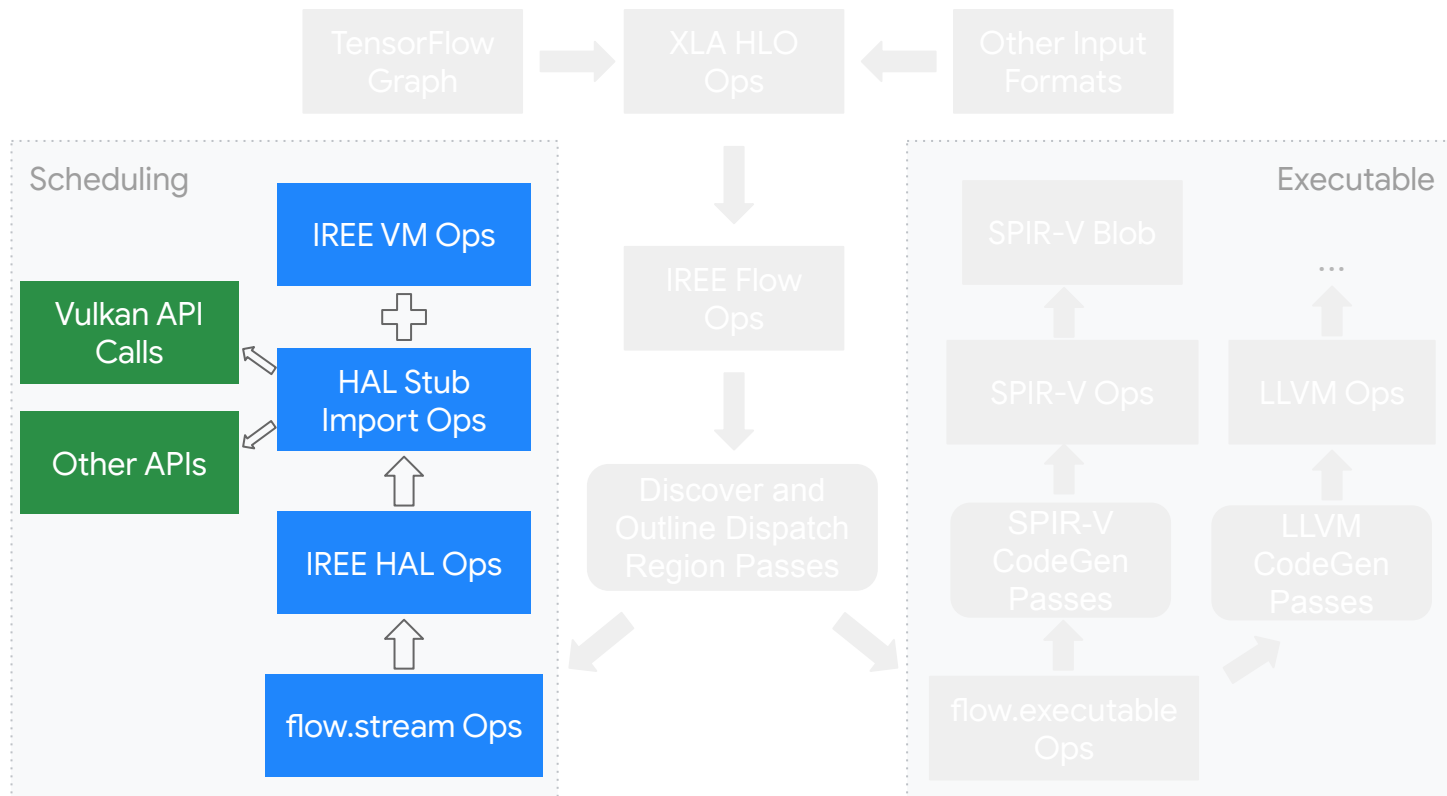 TensorFlow
Graph
XLA HLO
Ops
Other Input
Formats
Scheduling
IREE VM Ops
Vulkan API
Calls
HAL Stub
Import Ops
Other APIs
IREE HAL Ops
flow.stream Ops
IREE Flow
Ops
Discover and
Outline Dispatch
Region Passes
Executable
SPIR-V Blob
...
SPIR-V Ops
LLVM Ops
SPIR-V
CodeGen
Passes
LLVM
CodeGen
Passes
flow.executable
Ops